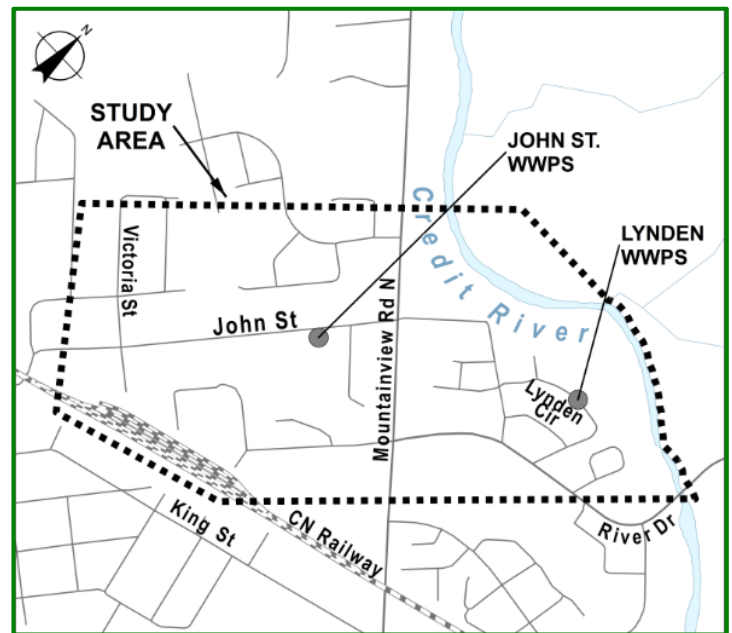 N
STUDY
AREA
JOHN ST.
WWPS
LYNDEN
WWPS
Credit River
Victoria St
John St
Mountainview Rd N
Lynden
Cir
King St
CN Railway
River Dr